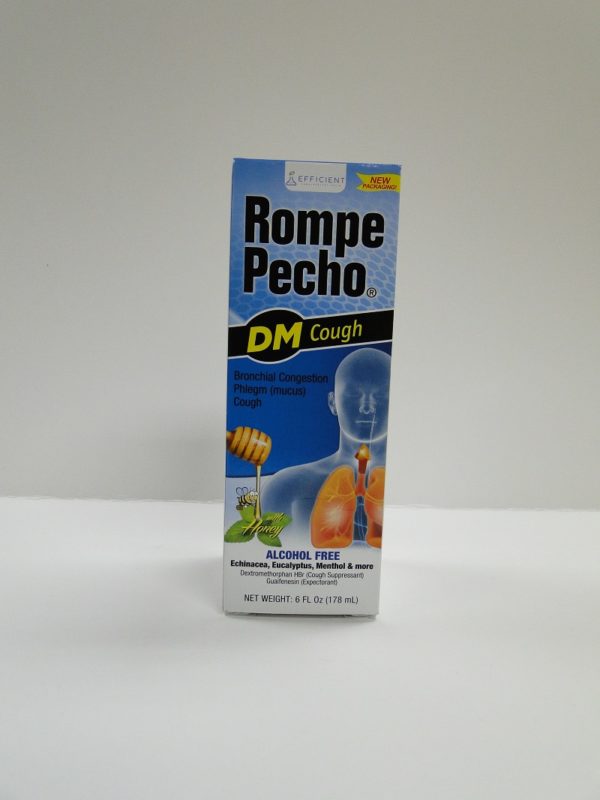 EFFICIENT
NEW
PACKAGING!
Rompe
Pecho®
DM Cough
Bronchial Congestion
Phlegm (mucus)
Cough
with
Honey
ALCOHOL FREE
Echinacea, Eucalyptus, Menthol & more
Dextromethorphan HBr (Cough Suppressant)
Guaifenesin (Expectorant)
NET WEIGHT: 6 FL Oz (178 mL)